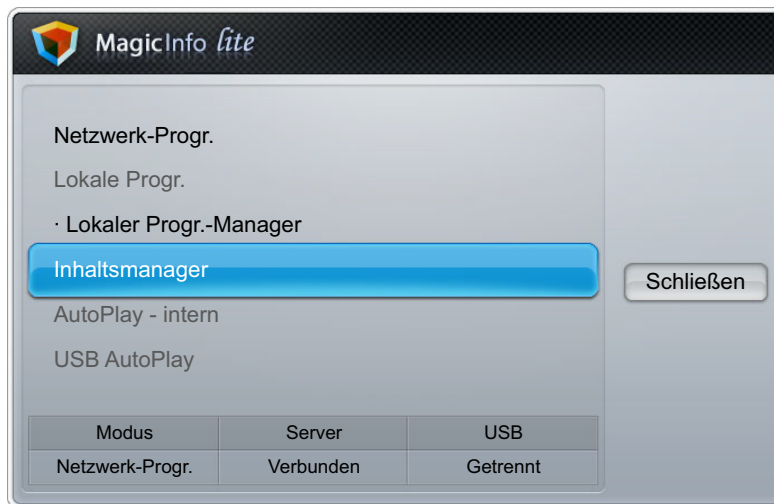 MagicInfo lite
Netzwerk-Progr.
Lokale Progr.
· Lokaler Progr.-Manager
Inhaltsmanager
AutoPlay - intern
USB AutoPlay
Schließen
Modus Server USB
Netzwerk-Progr. Verbunden Getrennt